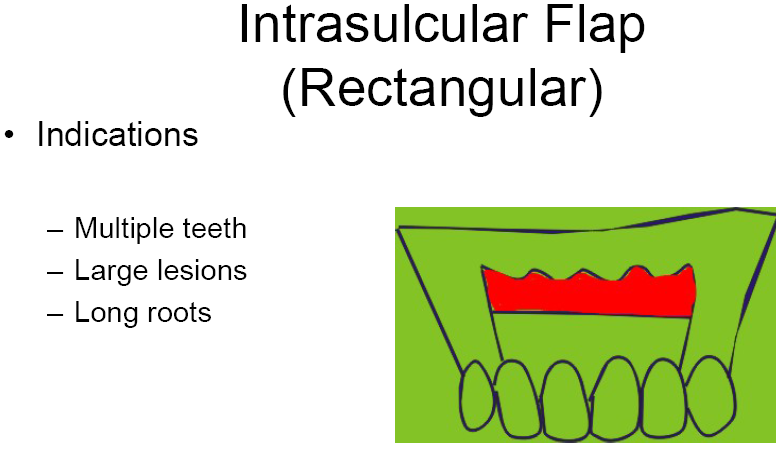 Intrasulcular Flap
(Rectangular)
• Indications
– Multiple teeth
– Large lesions
– Long roots